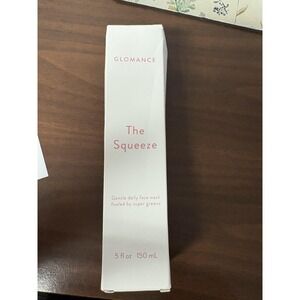 GLOMANCE
The
Squeeze
Gentle daily face wash
fueled by super greens
5 fl oz 150 mL